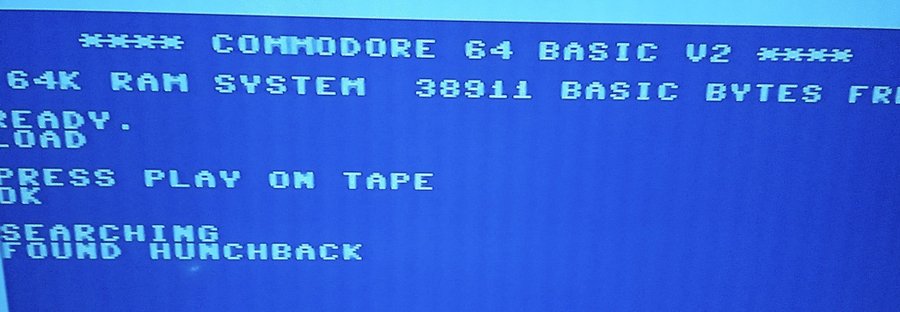 **** COMMODORE 64 BASIC V2 ****
64K RAM SYSTEM 38911 BASIC BYTES FRE
READY.
LOAD
PRESS PLAY ON TAPE
OK
SEARCHING
FOUND HUNCHBACK